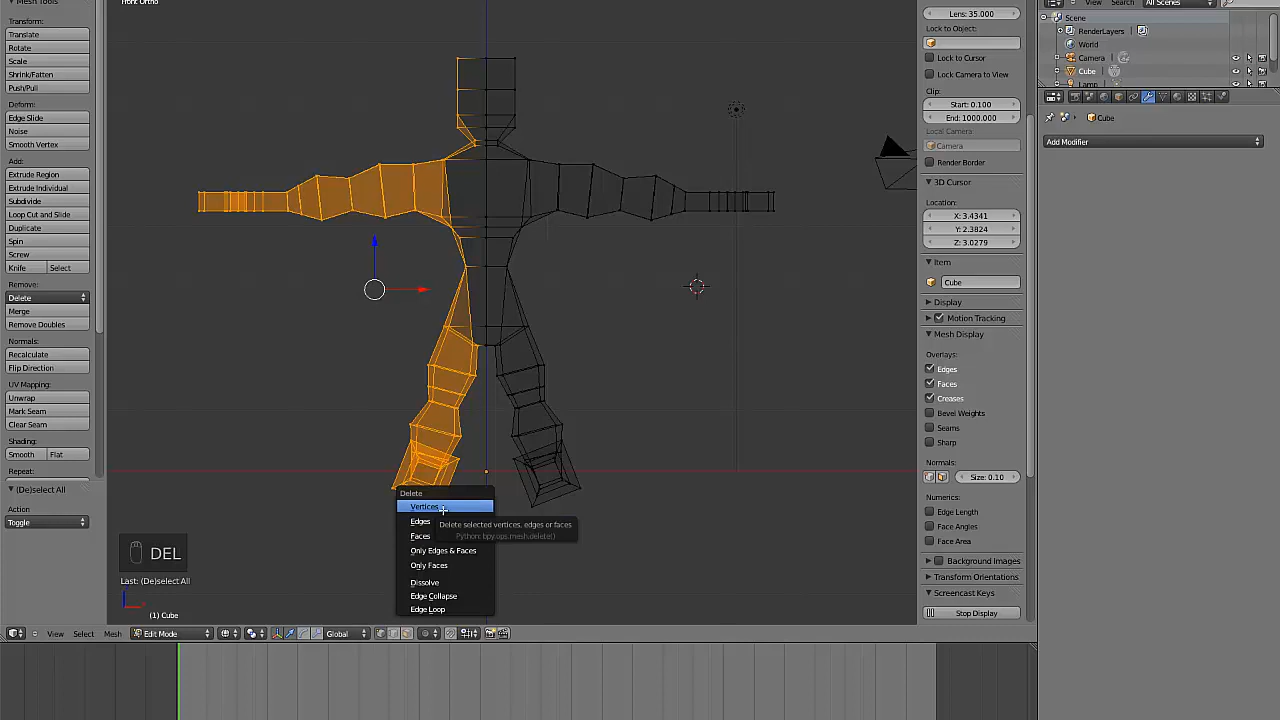 Mesh Tools
Transform:
Translate
Rotate
Scale
Shrink/Fatten
Push/Pull
Deform:
Edge Slide
Noise
Smooth Vertex
Add:
Extrude Region
Extrude Individual
Subdivide
Loop Cut and Slide
Duplicate
Spin
Screw
Knife Select
Remove:
Delete
Merge
Remove Doubles
Normals:
Recalculate
Flip Direction
UV Mapping:
Unwrap
Mark Seam
Clear Seam
Shading:
Smooth Flat
Repeat:
(De)select All
Action
Toggle
Front Ortho
DEL
Last: (De)select All
(1) Cube
Delete
Vertices
Edges
Faces
Only Edges & Faces
Only Faces
Dissolve
Edge Collapse
Edge Loop
Delete selected vertices, edges or faces
Python: bpy.ops.mesh.delete()
View Select Mesh Edit Mode Global
Lens: 35.000
Lock to Object:
Lock to Cursor
Lock Camera to View
Clip:
Start: 0.100
End: 1000.000
Local Camera
Camera
Render Border
3D Cursor
Location:
X: 3.4341
Y: 2.3824
Z: 3.0279
Item
Cube
Display
Motion Tracking
Mesh Display
Overlays:
Edges
Faces
Creases
Bevel Weights
Seams
Sharp
Normals:
Size: 0.10
Numerics:
Edge Length
Face Angles
Face Area
Background Images
Transform Orientations
Screencast Keys
Stop Display
View Search All Scenes
Scene
RenderLayers
World
Camera
Cube
Lamp
Cube
Add Modifier